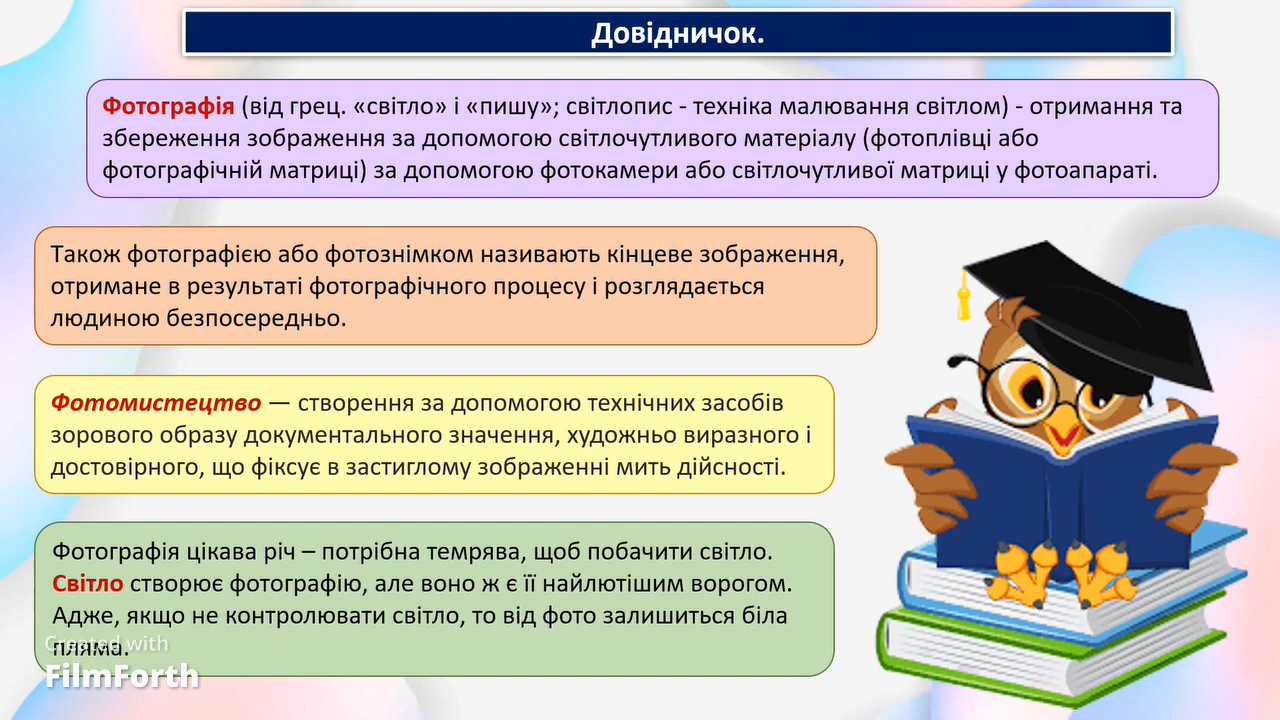 Довідничок.
Фотографія (від грец. «світло» і «пишу»; світлопис - техніка малювання світлом) - отримання та
збереження зображення за допомогою світлочутливого матеріалу (фотоплівці або
фотографічній матриці) за допомогою фотокамери або світлочутливої матриці у фотоапараті.
Також фотографією або фотознімком називають кінцеве зображення,
отримане в результаті фотографічного процесу і розглядається
людиною безпосередньо.
Фотомистецтво — створення за допомогою технічних засобів
зорового образу документального значення, художньо виразного і
достовірного, що фіксує в застиглому зображенні мить дійсності.
Фотографія цікава річ – потрібна темрява, щоб побачити світло.
Світло створює фотографію, але воно ж є її найлютішим ворогом.
Адже, якщо не контролювати світло, то від фото залишиться біла
пляма.
Created with
FilmForth